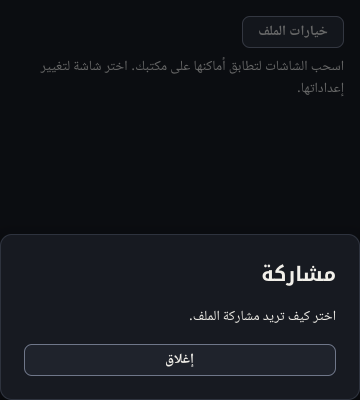 خيارات الملف
اسحب الشاشات لتطابق أماكنها على مكتبك. اختر شاشة لتغيير
إعداداتها.
مشاركة
اختر كيف تريد مشاركة الملف.
إغلاق